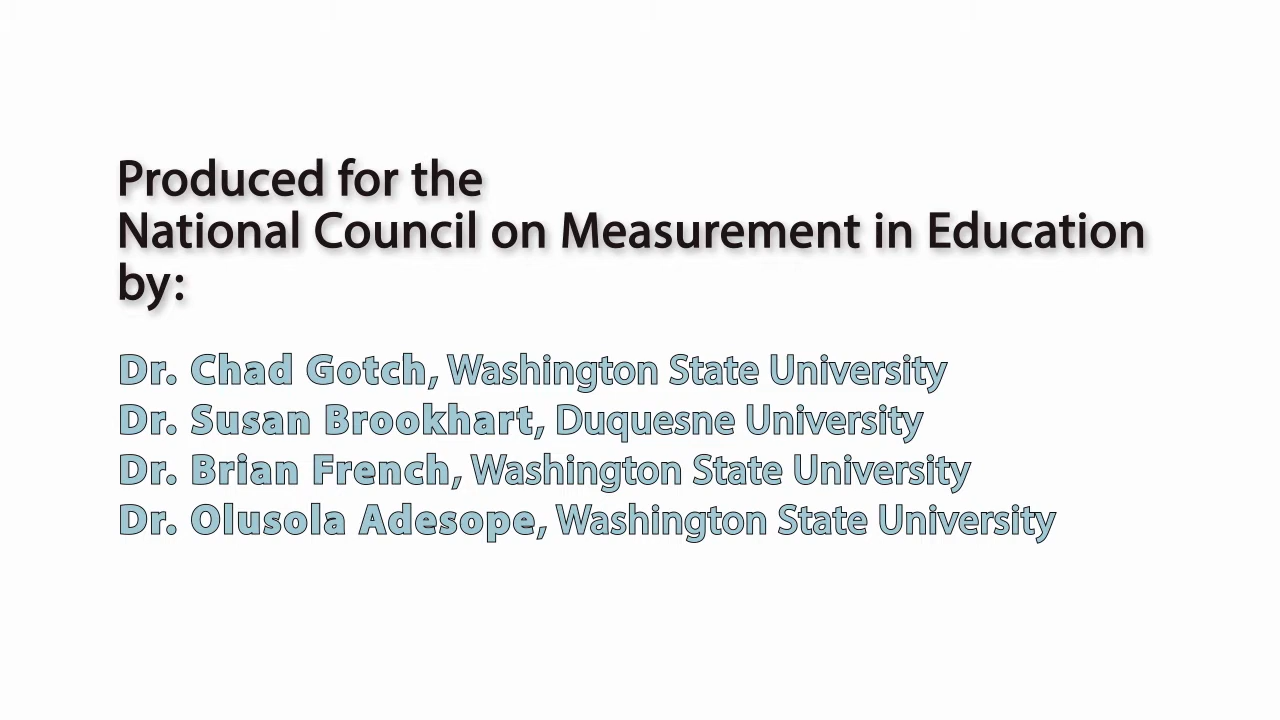 Produced for the
National Council on Measurement in Education
by:
Dr. Chad Gotch, Washington State University
Dr. Susan Brookhart, Duquesne University
Dr. Brian French, Washington State University
Dr. Olusola Adesope, Washington State University